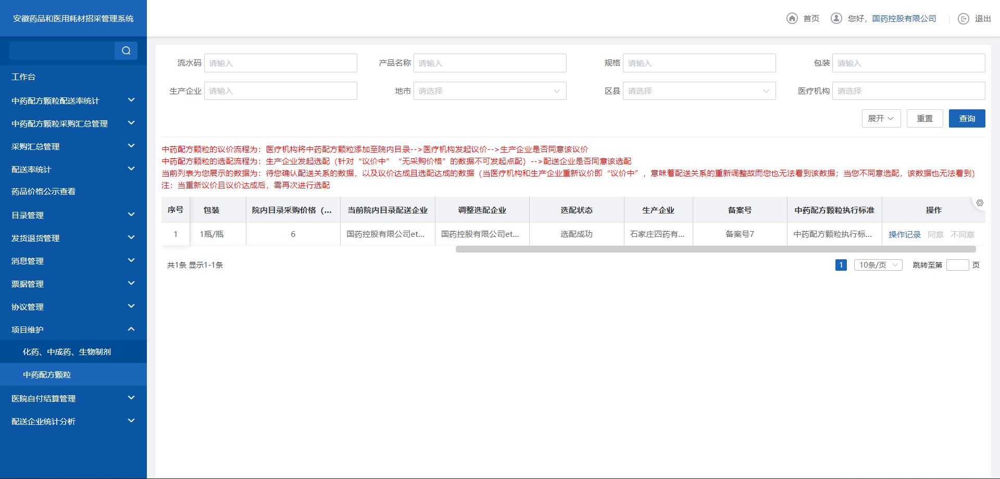 安徽药品和医用耗材招采管理系统
首页
您好，国药控股有限公司
退出
工作台
中药配方颗粒配送率统计
中药配方颗粒采购汇总管理
采购汇总管理
配送率统计
药品价格公示查看
目录管理
发货退货管理
消息管理
票据管理
协议管理
项目维护
化药、中成药、生物制剂
中药配方颗粒
医院自付结算管理
配送企业统计分析
流水码 请输入 产品名称 请输入 规格 请输入 包装 请输入
生产企业 请输入 地市 请选择 区县 请选择 医疗机构 请选择
展开 重置 查询
中药配方颗粒的议价流程为：医疗机构将中药配方颗粒添加至院内目录-->医疗机构发起议价-->生产企业是否同意该议价
中药配方颗粒的选配流程为：生产企业发起选配（针对“议价中”“无采购价格”的数据不可发起点配）-->配送企业是否同意该选配
当前列表为您展示的数据为：待您确认配送关系的数据，以及议价达成且选配达成的数据（当医疗机构和生产企业重新议价即“议价中”，意味着配送关系的重新调整故而您也无法看到该数据；当您不同意选配，该数据也无法看到）
注：当重新议价且议价达成后，需再次进行选配
序号 包装 院内目录采购价格（... 当前院内目录配送企业 调整选配企业 选配状态 生产企业 备案号 中药配方颗粒执行标准 操作
1 1瓶/瓶 6 国药控股有限公司et... 国药控股有限公司et... 选配成功 石家庄四药有... 备案号7 中药配方颗粒执行标... 操作记录 同意 不同意
共1条 显示1-1条 1 10条/页 跳转至第 页